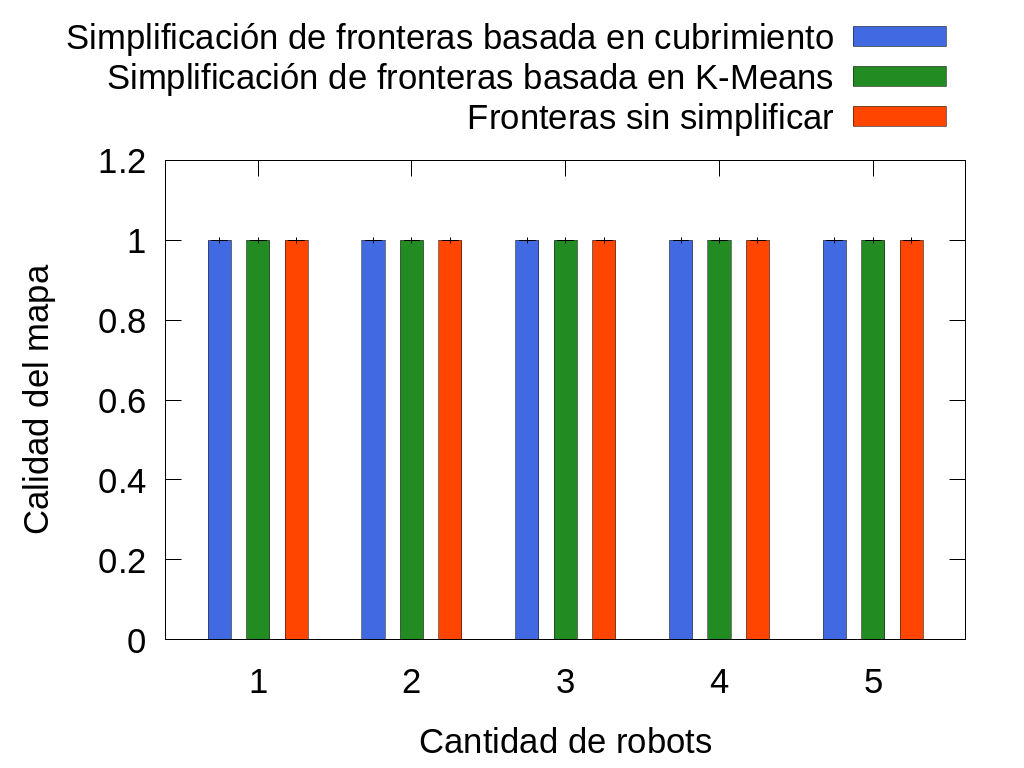 Simplificación de fronteras basada en cubrimiento
Simplificación de fronteras basada en K-Means
Fronteras sin simplificar
1.2
1
0.8
0.6
0.4
0.2
0
Calidad del mapa
1 2 3 4 5
Cantidad de robots